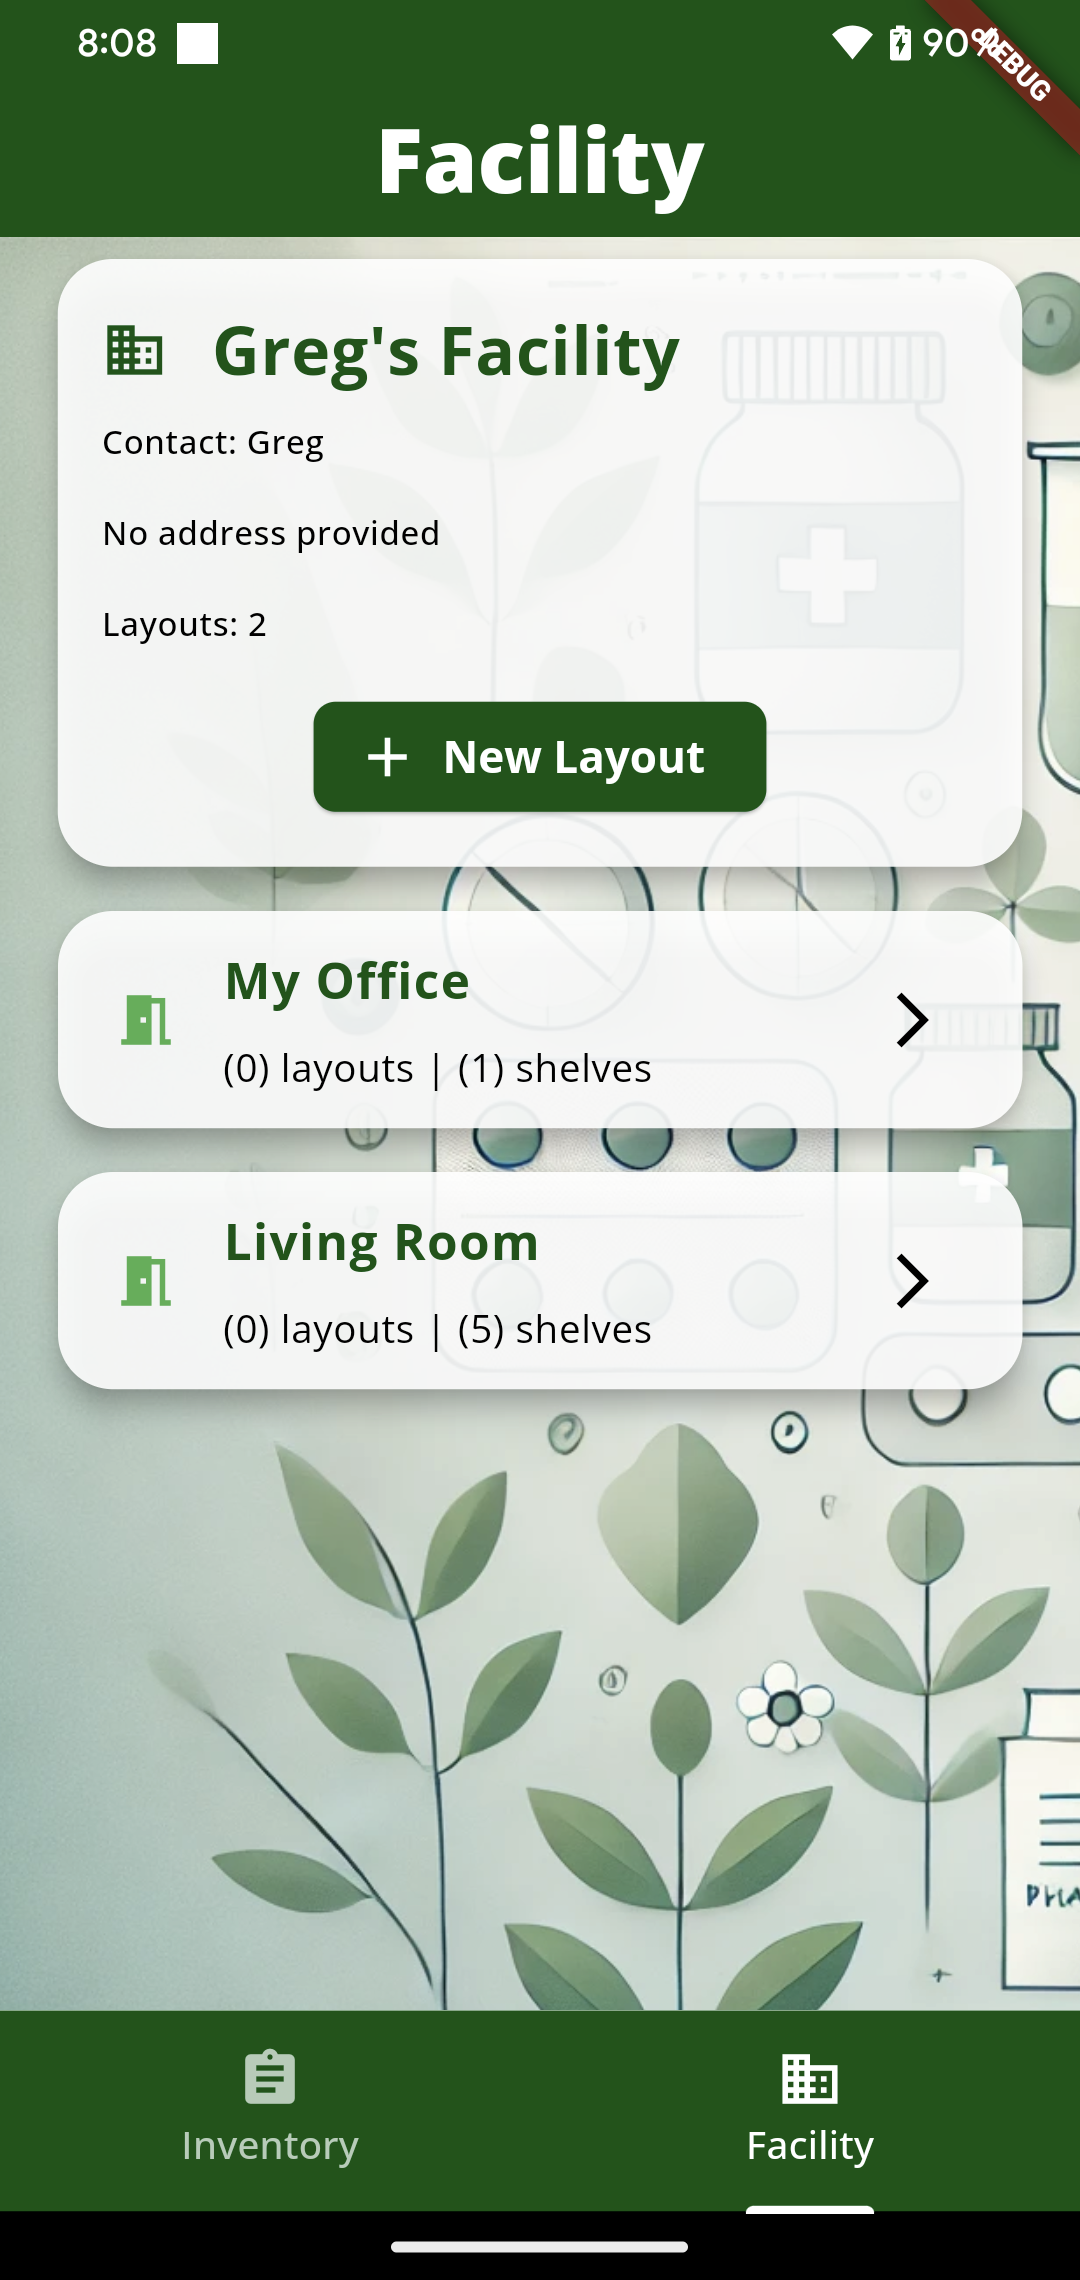 8:08
90%
DEBUG
Facility
Greg's Facility
Contact: Greg
No address provided
Layouts: 2
New Layout
My Office
(0) layouts | (1) shelves
Living Room
(0) layouts | (5) shelves
Inventory
Facility